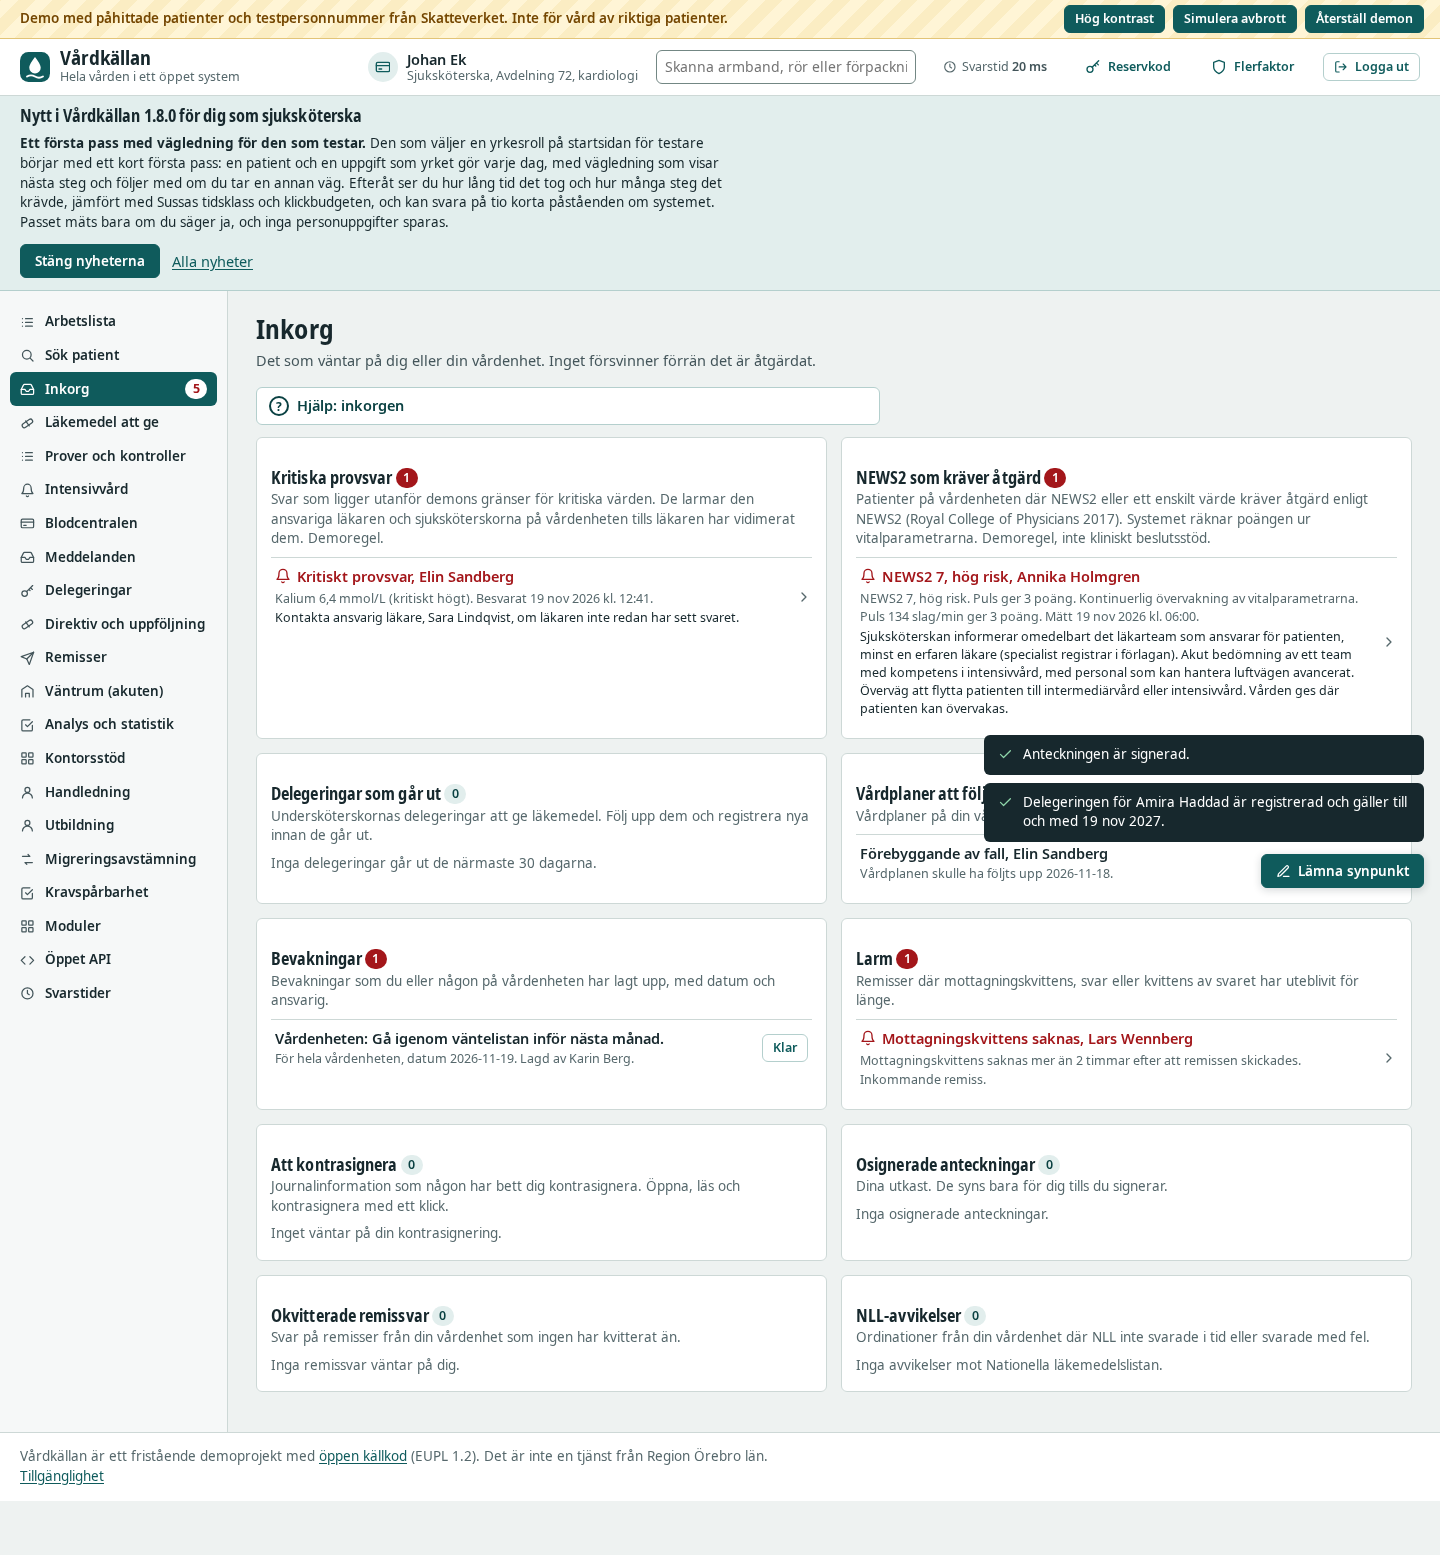 Demo med påhittade patienter och testpersonnummer från Skatteverket. Inte för vård av riktiga patienter.
Hög kontrast
Simulera avbrott
Återställ demon
Vårdkällan
Hela vården i ett öppet system
Johan Ek
Sjuksköterska, Avdelning 72, kardiologi
Skanna armband, rör eller förpackni
Svarstid 20 ms
Reservkod
Flerfaktor
Logga ut
Nytt i Vårdkällan 1.8.0 för dig som sjuksköterska
Ett första pass med vägledning för den som testar. Den som väljer en yrkesroll på startsidan för testare
börjar med ett kort första pass: en patient och en uppgift som yrket gör varje dag, med vägledning som visar
nästa steg och följer med om du tar en annan väg. Efteråt ser du hur lång tid det tog och hur många steg det
krävde, jämfört med Sussas tidsklass och klickbudgeten, och kan svara på tio korta påståenden om systemet.
Passet mäts bara om du säger ja, och inga personuppgifter sparas.
Stäng nyheterna
Alla nyheter
Arbetslista
Sök patient
Inkorg
5
Läkemedel att ge
Prover och kontroller
Intensivvård
Blodcentralen
Meddelanden
Delegeringar
Direktiv och uppföljning
Remisser
Väntrum (akuten)
Analys och statistik
Kontorsstöd
Handledning
Utbildning
Migreringsavstämning
Kravspårbarhet
Moduler
Öppet API
Svarstider
Inkorg
Det som väntar på dig eller din vårdenhet. Inget försvinner förrän det är åtgärdat.
? Hjälp: inkorgen
Kritiska provsvar 1
Svar som ligger utanför demons gränser för kritiska värden. De larmar den
ansvariga läkaren och sjuksköterskorna på vårdenheten tills läkaren har vidimerat
dem. Demoregel.
Kritiskt provsvar, Elin Sandberg
Kalium 6,4 mmol/L (kritiskt högt). Besvarat 19 nov 2026 kl. 12:41.
Kontakta ansvarig läkare, Sara Lindqvist, om läkaren inte redan har sett svaret.
NEWS2 som kräver åtgärd 1
Patienter på vårdenheten där NEWS2 eller ett enskilt värde kräver åtgärd enligt
NEWS2 (Royal College of Physicians 2017). Systemet räknar poängen ur
vitalparametrarna. Demoregel, inte kliniskt beslutsstöd.
NEWS2 7, hög risk, Annika Holmgren
NEWS2 7, hög risk. Puls ger 3 poäng. Kontinuerlig övervakning av vitalparametrarna.
Puls 134 slag/min ger 3 poäng. Mätt 19 nov 2026 kl. 06:00.
Sjuksköterskan informerar omedelbart det läkarteam som ansvarar för patienten,
minst en erfaren läkare (specialist registrar i förlagan). Akut bedömning av ett team
med kompetens i intensivvård, med personal som kan hantera luftvägen avancerat.
Överväg att flytta patienten till intermediärvård eller intensivvård. Vården ges där
patienten kan övervakas.
Delegeringar som går ut 0
Undersköterskornas delegeringar att ge läkemedel. Följ upp dem och registrera nya
innan de går ut.
Inga delegeringar går ut de närmaste 30 dagarna.
Vårdplaner att följ
Vårdplaner på din vå
Förebyggande av fall, Elin Sandberg
Vårdplanen skulle ha följts upp 2026-11-18.
Anteckningen är signerad.
Delegeringen för Amira Haddad är registrerad och gäller till
och med 19 nov 2027.
Lämna synpunkt
Bevakningar 1
Bevakningar som du eller någon på vårdenheten har lagt upp, med datum och
ansvarig.
Vårdenheten: Gå igenom väntelistan inför nästa månad.
För hela vårdenheten, datum 2026-11-19. Lagd av Karin Berg.
Klar
Larm 1
Remisser där mottagningskvittens, svar eller kvittens av svaret har uteblivit för
länge.
Mottagningskvittens saknas, Lars Wennberg
Mottagningskvittens saknas mer än 2 timmar efter att remissen skickades.
Inkommande remiss.
Att kontrasignera 0
Journalinformation som någon har bett dig kontrasignera. Öppna, läs och
kontrasignera med ett klick.
Inget väntar på din kontrasignering.
Osignerade anteckningar 0
Dina utkast. De syns bara för dig tills du signerar.
Inga osignerade anteckningar.
Okvitterade remissvar 0
Svar på remisser från din vårdenhet som ingen har kvitterat än.
Inga remissvar väntar på dig.
NLL-avvikelser 0
Ordinationer från din vårdenhet där NLL inte svarade i tid eller svarade med fel.
Inga avvikelser mot Nationella läkemedelslistan.
Vårdkällan är ett fristående demoprojekt med öppen källkod (EUPL 1.2). Det är inte en tjänst från Region Örebro län.
Tillgänglighet